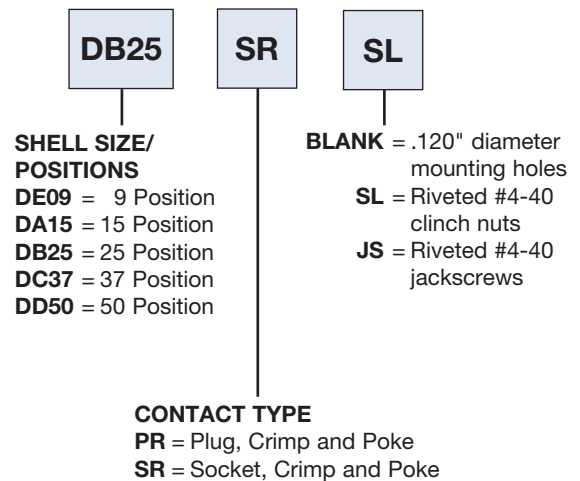 DB25 SR SL
SHELL SIZE/
POSITIONS
DE09 = 9 Position
DA15 = 15 Position
DB25 = 25 Position
DC37 = 37 Position
DD50 = 50 Position
BLANK = .120" diameter
mounting holes
SL = Riveted #4-40
clinch nuts
JS = Riveted #4-40
jackscrews
CONTACT TYPE
PR = Plug, Crimp and Poke
SR = Socket, Crimp and Poke